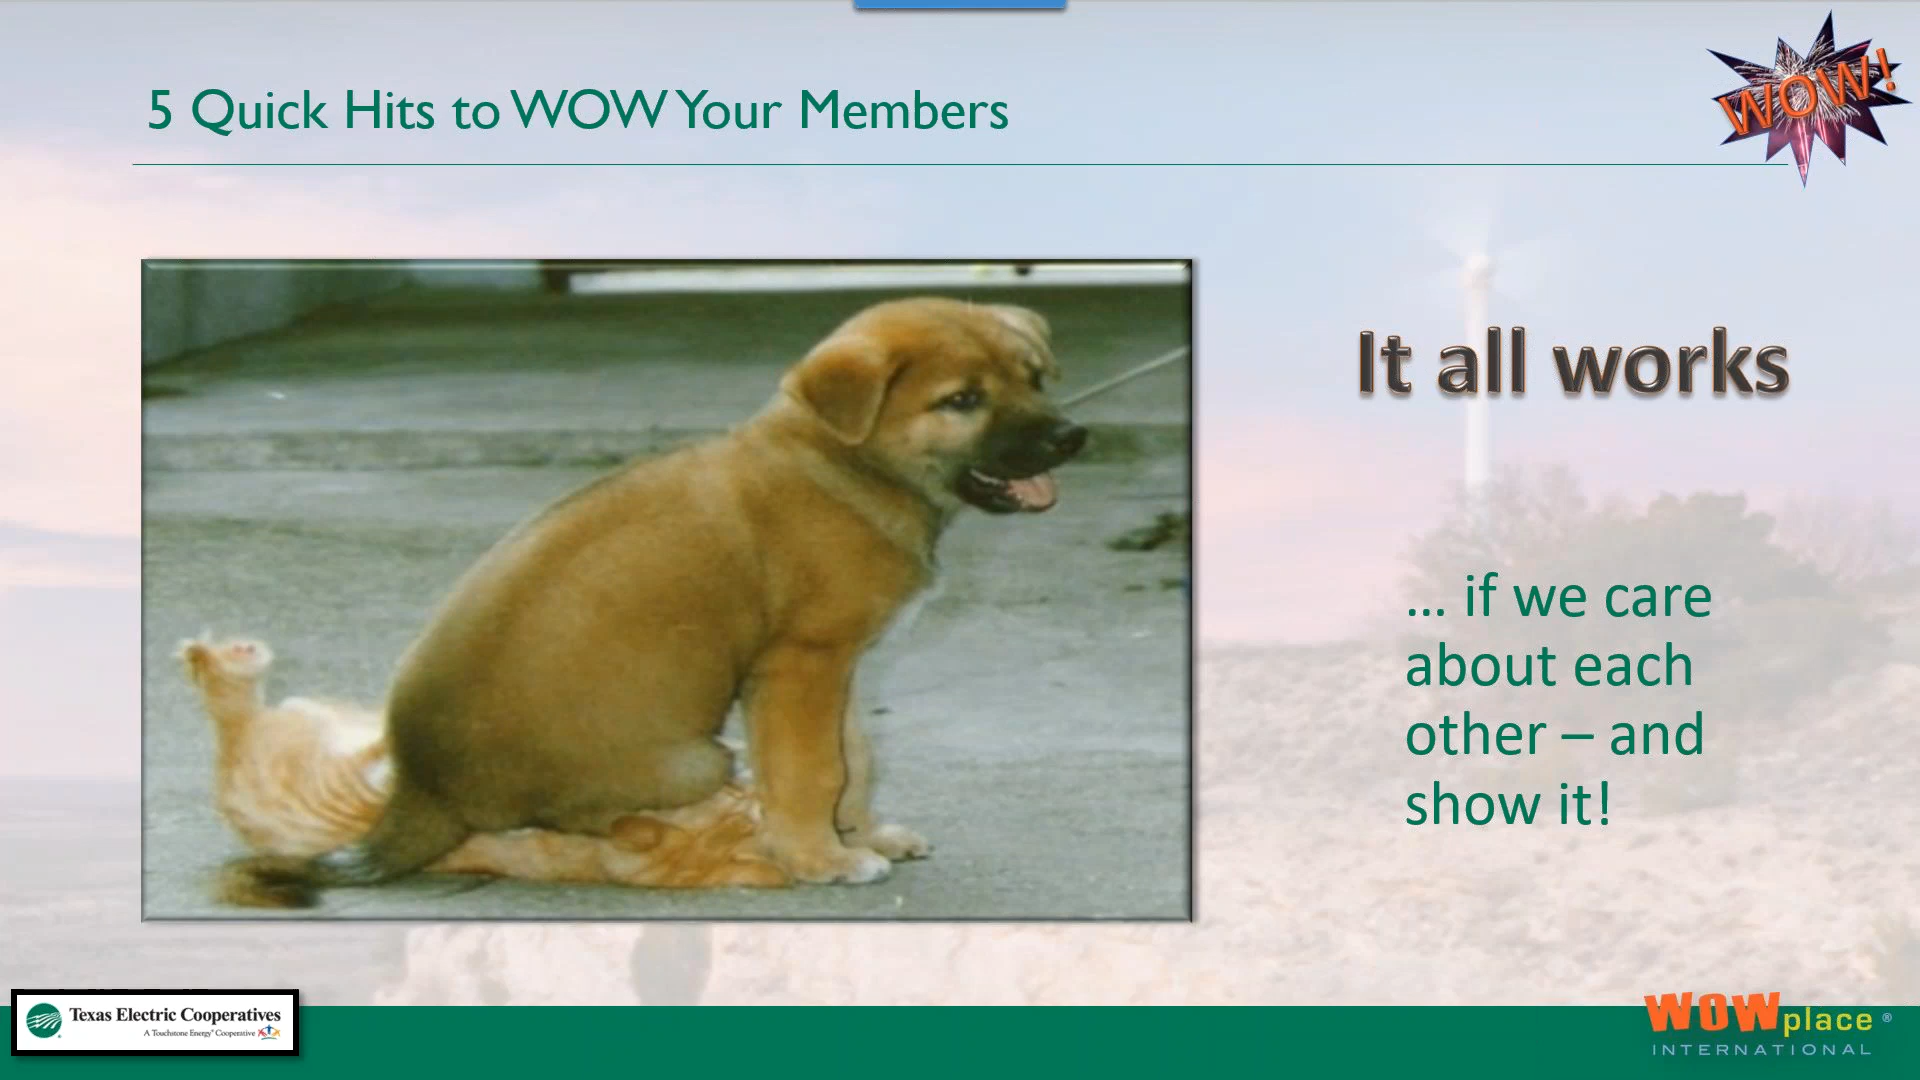 5 Quick Hits to WOW Your Members
WOW!
It all works
... if we care
about each
other – and
show it!
Texas Electric Cooperatives
A Touchstone Energy® Cooperative
WOWplace®
INTERNATIONAL